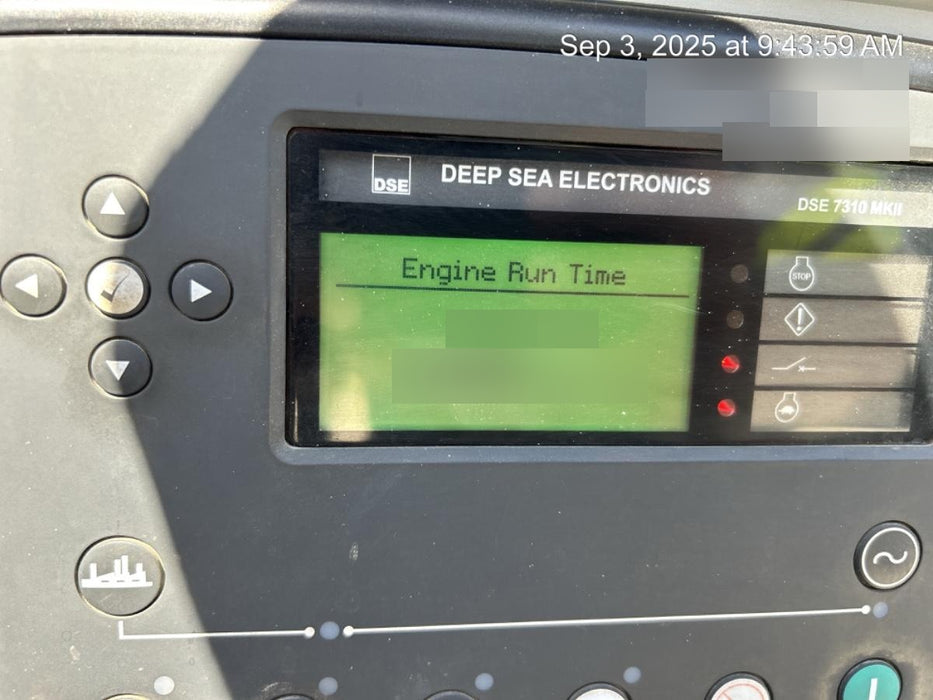 Sep 3, 2025 at 9:43:59 AM
DSE
DEEP SEA ELECTRONICS
DSE 7310 MKII
Engine Run Time
STOP